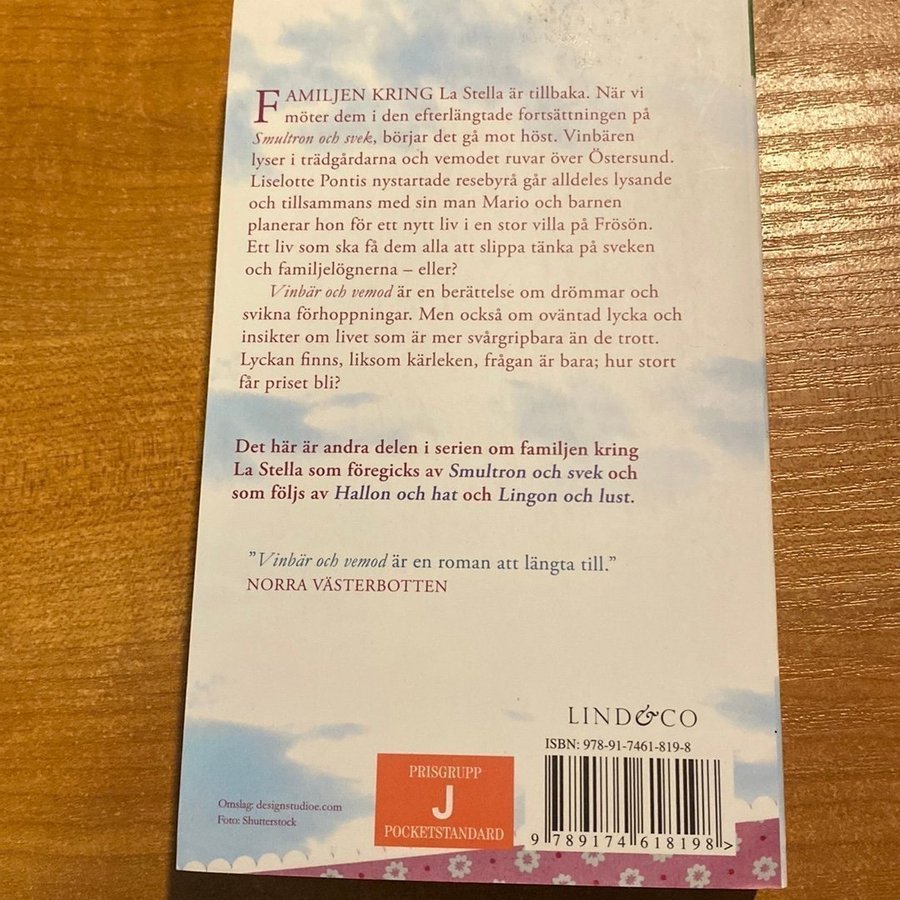 FAMILJEN KRING La Stella är tillbaka. När vi
möter dem i den efterlängtade fortsättningen på
Smultron och svek, börjar det gå mot höst. Vinbären
lyser i trädgårdarna och vemodet ruvar över Östersund.
Liselotte Pontis nystartade resebyrå går alldeles lysande
och tillsammans med sin man Mario och barnen
planerar hon för ett nytt liv i en stor villa på Frösön.
Ett liv som ska få dem alla att slippa tänka på sveken
och familjelögnerna – eller?
Vinbär och vemod är en berättelse om drömmar och
svikna förhoppningar. Men också om oväntad lycka och
insikter om livet som är mer svårgripbara än de trott.
Lyckan finns, liksom kärleken, frågan är bara; hur stort
får priset bli?
Det här är andra delen i serien om familjen kring
La Stella som föregicks av Smultron och svek och
som följs av Hallon och hat och Lingon och lust.
”Vinbär och vemod är en roman att längta till.”
NORRA VÄSTERBOTTEN
LIND&CO
ISBN: 978-91-7461-819-8
PRISGRUPP
J
POCKETSTANDARD
Omslag: designstudioe.com
Foto: Shutterstock
9 789174 618198 >